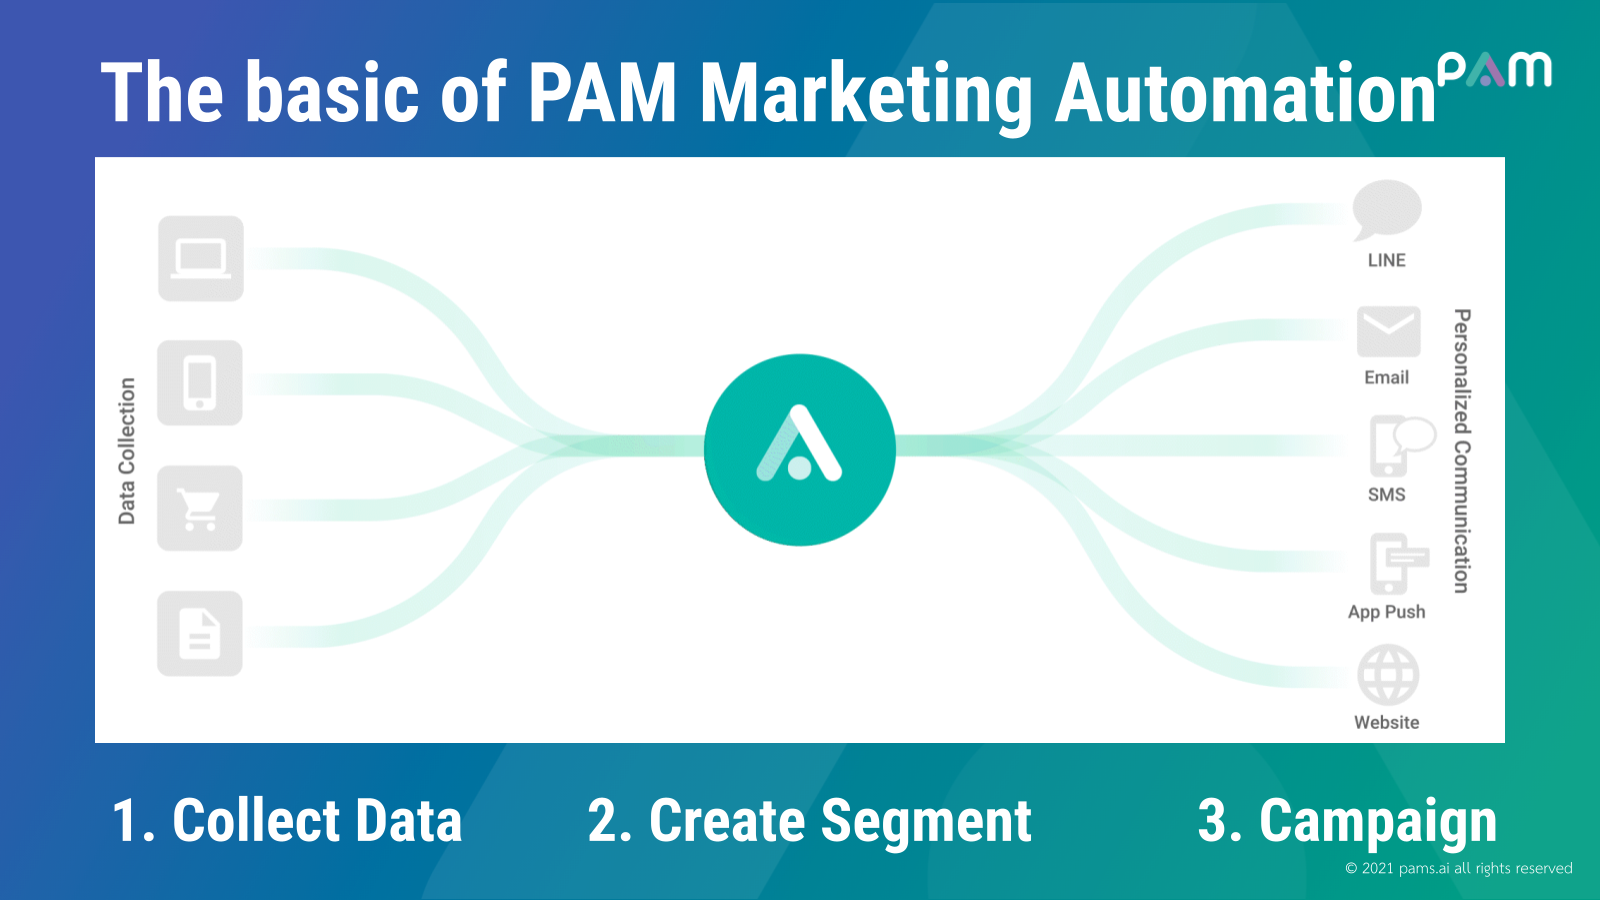 The basic of PAM Marketing Automation
PAM
Data Collection
LINE
Email
SMS
App Push
Website
Personalized Communication
1. Collect Data
2. Create Segment
3. Campaign
© 2021 pams.ai all rights reserved